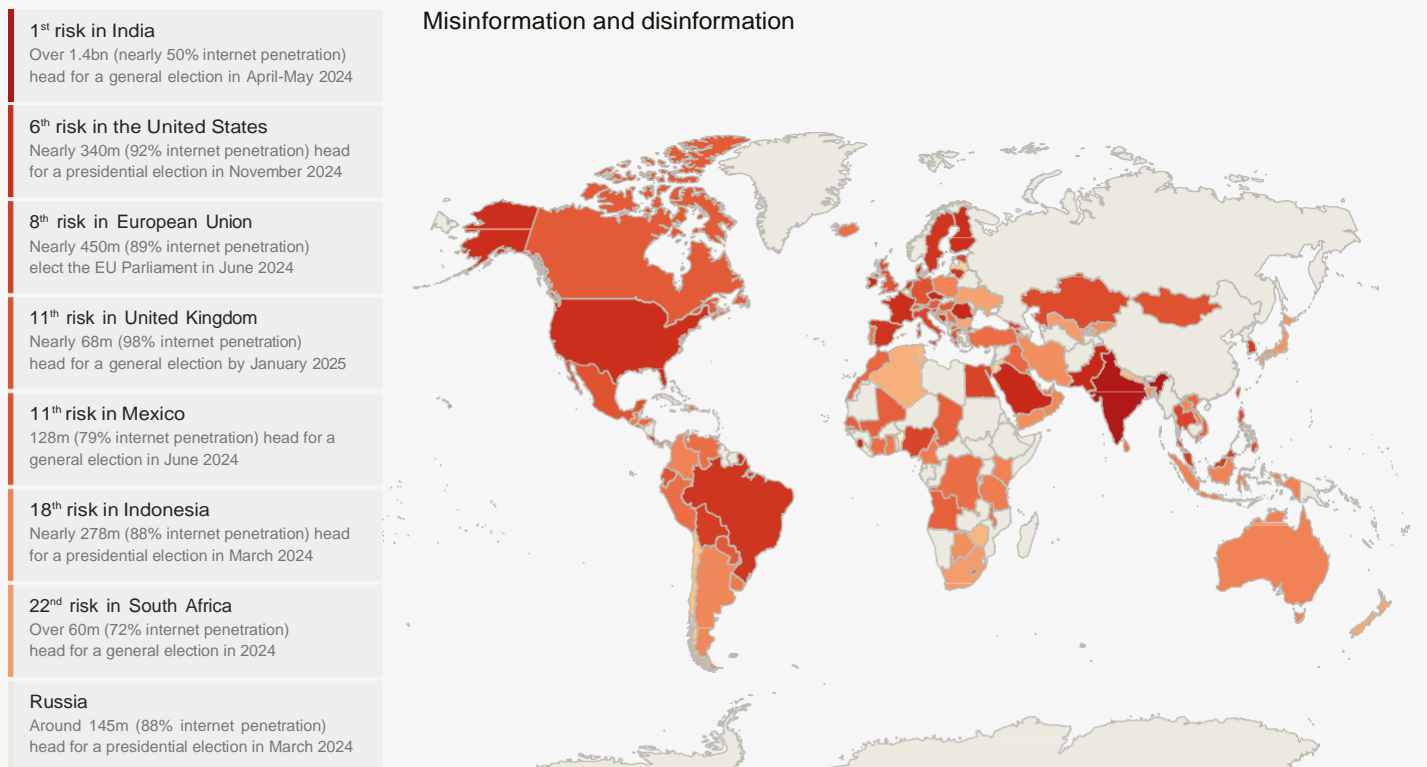 Misinformation and disinformation
1st risk in India
Over 1.4bn (nearly 50% internet penetration)
head for a general election in April-May 2024
6th risk in the United States
Nearly 340m (92% internet penetration) head
for a presidential election in November 2024
8th risk in European Union
Nearly 450m (89% internet penetration)
elect the EU Parliament in June 2024
11th risk in United Kingdom
Nearly 68m (98% internet penetration)
head for a general election by January 2025
11th risk in Mexico
128m (79% internet penetration) head for a
general election in June 2024
18th risk in Indonesia
Nearly 278m (88% internet penetration) head
for a presidential election in March 2024
22nd risk in South Africa
Over 60m (72% internet penetration)
head for a general election in 2024
Russia
Around 145m (88% internet penetration)
head for a presidential election in March 2024